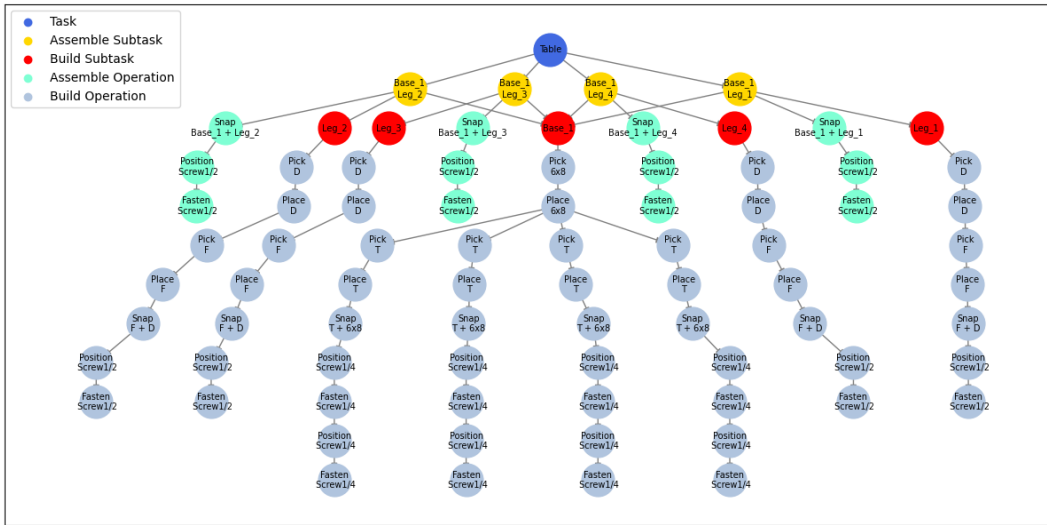 Task
Assemble Subtask
Build Subtask
Assemble Operation
Build Operation
Table
Base_1
Leg_2
Base_1
Leg_3
Base_1
Leg_4
Base_1
Leg_1
Snap
Base_1 + Leg_2
Leg_2
Leg_3
Snap
Base_1 + Leg_3
Base_1
Snap
Base_1 + Leg_4
Leg_4
Snap
Base_1 + Leg_1
Leg_1
Position
Screw1/2
Pick
D
Pick
D
Position
Screw1/2
Pick
6x8
Position
Screw1/2
Pick
D
Position
Screw1/2
Pick
D
Fasten
Screw1/2
Place
D
Place
D
Fasten
Screw1/2
Place
6x8
Fasten
Screw1/2
Place
D
Fasten
Screw1/2
Place
D
Pick
F
Pick
F
Pick
T
Pick
T
Pick
T
Pick
T
Pick
F
Pick
F
Place
F
Place
F
Place
T
Place
T
Place
T
Place
T
Place
F
Place
F
Snap
F + D
Snap
F + D
Snap
T + 6x8
Snap
T + 6x8
Snap
T + 6x8
Snap
T + 6x8
Snap
F + D
Snap
F + D
Position
Screw1/2
Position
Screw1/2
Position
Screw1/4
Position
Screw1/4
Position
Screw1/4
Position
Screw1/4
Position
Screw1/2
Position
Screw1/2
Fasten
Screw1/2
Fasten
Screw1/2
Fasten
Screw1/4
Fasten
Screw1/4
Fasten
Screw1/4
Fasten
Screw1/4
Fasten
Screw1/2
Fasten
Screw1/2
Position
Screw1/4
Position
Screw1/4
Position
Screw1/4
Position
Screw1/4
Fasten
Screw1/4
Fasten
Screw1/4
Fasten
Screw1/4
Fasten
Screw1/4